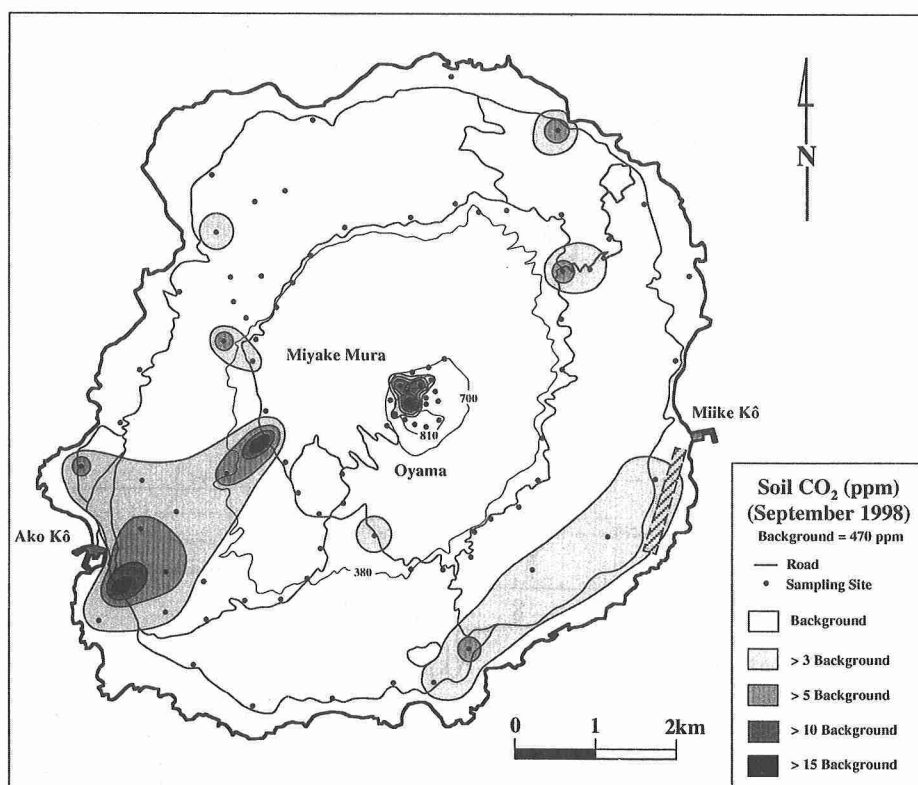 N
Miyake Mura
700
810
Oyama
Miike Kô
Ako Kô
380
0 1 2km
Soil CO₂ (ppm)
(September 1998)
Background = 470 ppm
Road
Sampling Site
Background
> 3 Background
> 5 Background
> 10 Background
> 15 Background